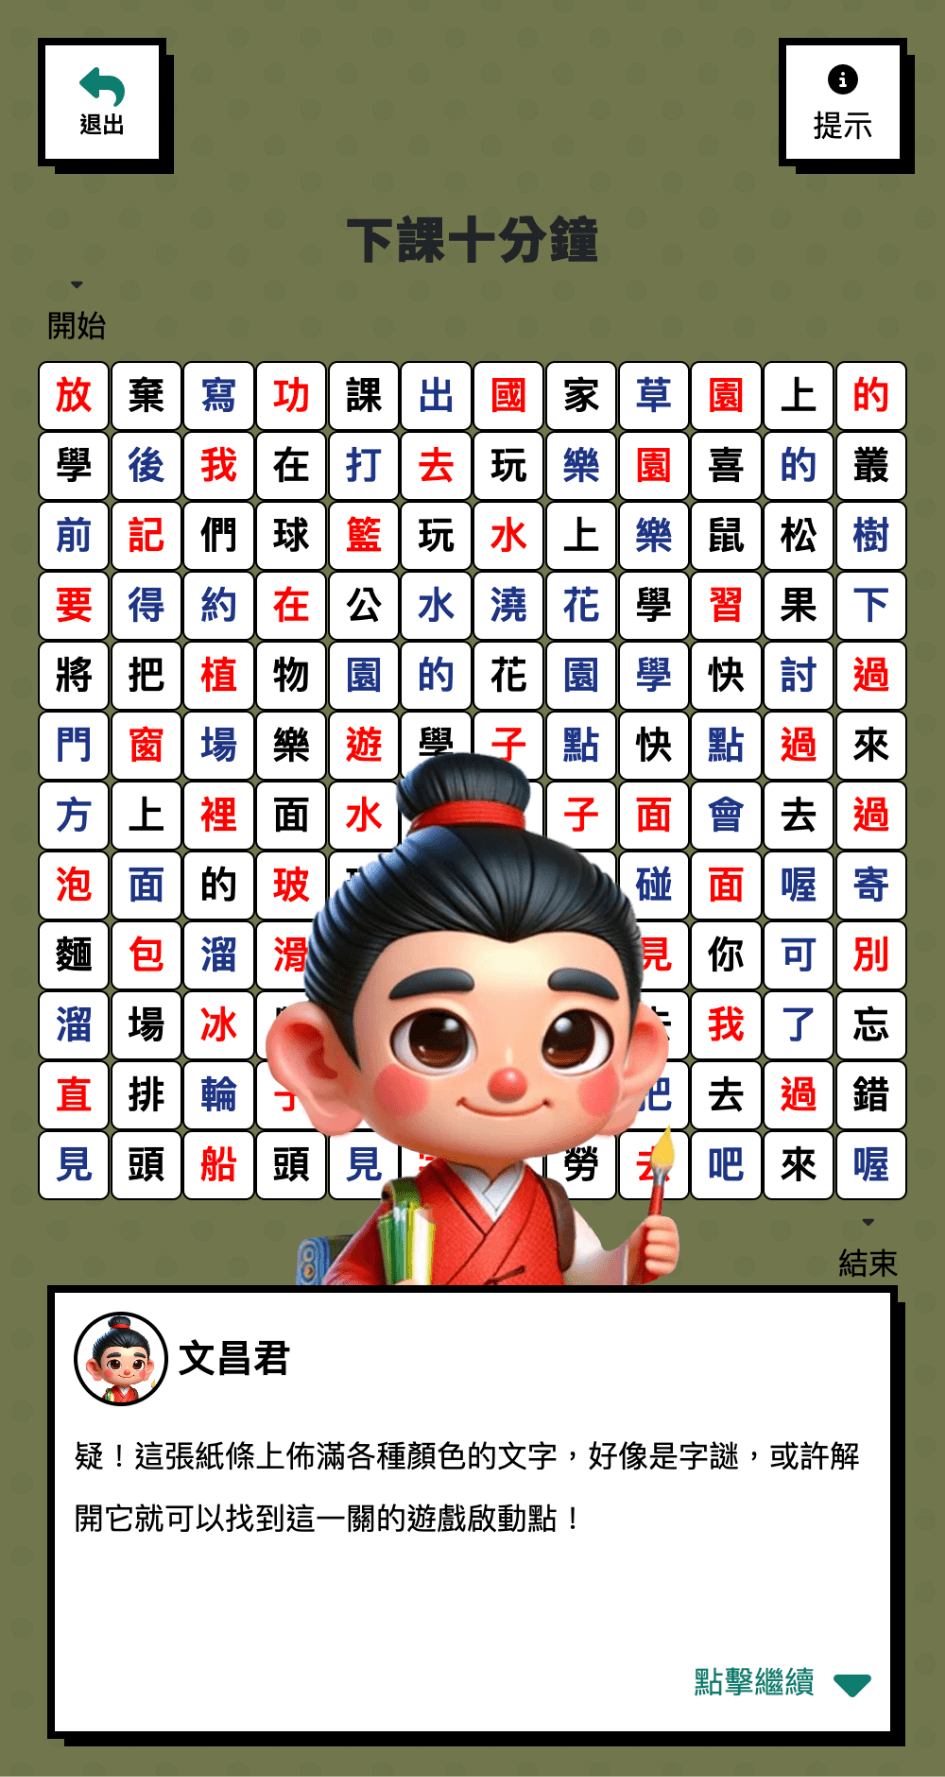 退出
提示
下課十分鐘
開始
放棄寫功課出國家草園上的
學後我在打去玩樂園喜的叢
前記們球籃玩水上樂鼠松樹
要得約在公水澆花學習果下
將把植物園的花園學快討過
門窗場樂遊學子點快點過來
方上裡面水子面會去過
泡面的玻碰面喔寄
麵包溜滑見你可別
溜場冰我了忘
直排輪去過錯
見頭船頭見勞去吧來喔
結束
文昌君
疑！這張紙條上佈滿各種顏色的文字，好像是字謎，或許解
開它就可以找到這一關的遊戲啟動點！
點擊繼續